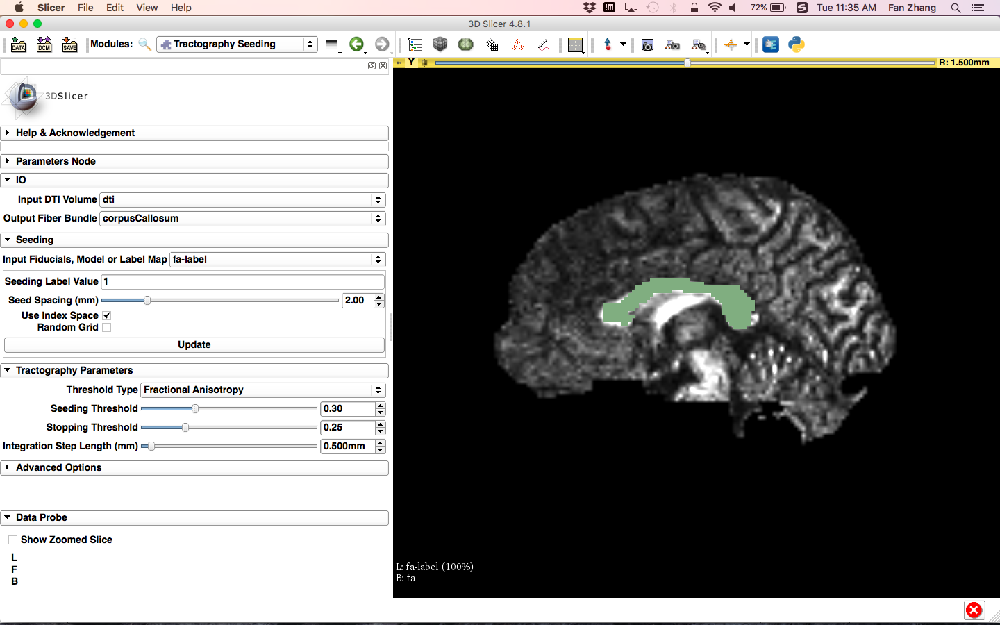 Slicer File Edit View Help 72% Tue 11:35 AM Fan Zhang
3D Slicer 4.8.1
DATA DCM SAVE Modules: Tractography Seeding
Y R: 1.500mm
3DSlicer
Help & Acknowledgement
Parameters Node
IO
Input DTI Volume dti
Output Fiber Bundle corpusCallosum
Seeding
Input Fiducials, Model or Label Map fa-label
Seeding Label Value 1
Seed Spacing (mm) 2.00
Use Index Space
Random Grid
Update
Tractography Parameters
Threshold Type Fractional Anisotropy
Seeding Threshold 0.30
Stopping Threshold 0.25
Integration Step Length (mm) 0.500mm
Advanced Options
Data Probe
Show Zoomed Slice
L
F
B
L: fa-label (100%)
B: fa